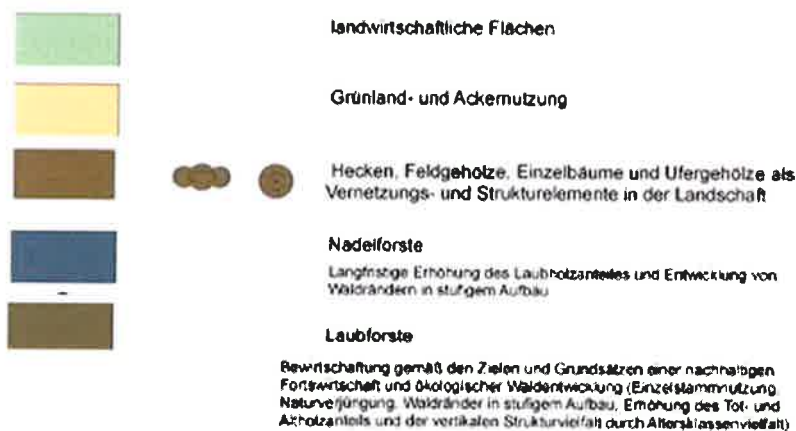 landwirtschaftliche Flächen
Grünland- und Ackernutzung
Hecken, Feldgehölze, Einzelbäume und Ufergehölze als
Vernetzungs- und Strukturelemente in der Landschaft
Nadelforste
Langfristige Erhöhung des Laubholzanteiles und Entwicklung von
Waldrändern in stufigem Aufbau
Laubforste
Bewirtschaftung gemäß den Zielen und Grundsätzen einer nachhaltigen
Fortswirtschaft und ökologischer Waldentwicklung (Einzelstammnutzung,
Naturverjüngung, Waldränder in stufigem Aufbau, Erhöhung des Tot- und
Altholzanteils und der vertikalen Strukturvielfalt durch Altersklassenvielfalt)